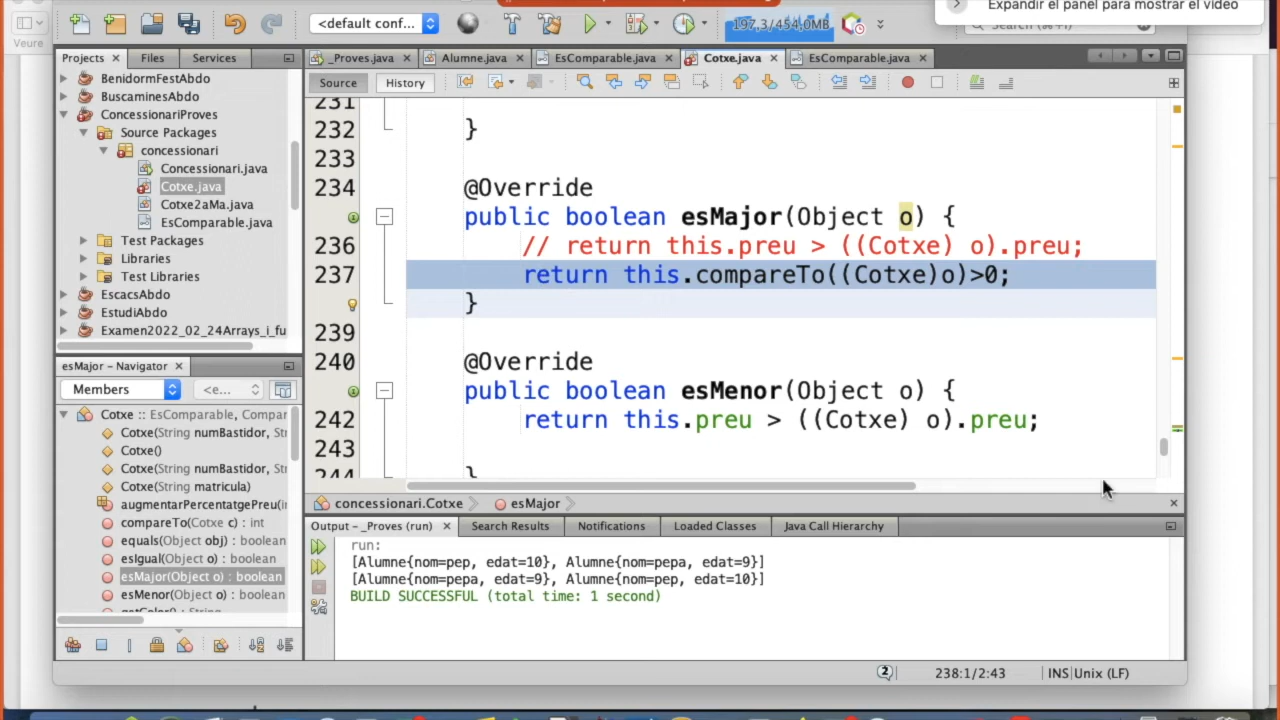 Expandir el panel para mostrar el vídeo
Veure
<default conf...
197,3/454,0MB
Search (⌘+I)
Projects
Files
Services
_Proves.java
Alumne.java
EsComparable.java
Cotxe.java
EsComparable.java
Source
History
BenidormFestAbdo
BuscaminesAbdo
ConcessionariProves
Source Packages
concessionari
Concessionari.java
Cotxe.java
Cotxe2aMa.java
EsComparable.java
Test Packages
Libraries
Test Libraries
EscacsAbdo
EstudiAbdo
Examen2022_02_24Arrays_i_fu
231
232 }
233
234 @Override
public boolean esMajor(Object o) {
236 // return this.preu > ((Cotxe) o).preu;
237 return this.compareTo((Cotxe)o)>0;
}
239
240 @Override
public boolean esMenor(Object o) {
242 return this.preu > ((Cotxe) o).preu;
243
244 }
esMajor - Navigator
Members
<e...
Cotxe :: EsComparable, Compar
Cotxe(String numBastidor, Str
Cotxe()
Cotxe(String numBastidor, Str
Cotxe(String matricula)
augmentarPercentatgePreu(in
compareTo(Cotxe c) : int
equals(Object obj) : boolean
esIgual(Object o) : boolean
esMajor(Object o) : boolean
esMenor(Object o) : boolean
getColor() : String
concessionari.Cotxe
esMajor
Output - _Proves (run)
Search Results
Notifications
Loaded Classes
Java Call Hierarchy
run:
[Alumne{nom=pep, edat=10}, Alumne{nom=pepa, edat=9}]
[Alumne{nom=pepa, edat=9}, Alumne{nom=pep, edat=10}]
BUILD SUCCESSFUL (total time: 1 second)
2
238:1/2:43
INS
Unix (LF)